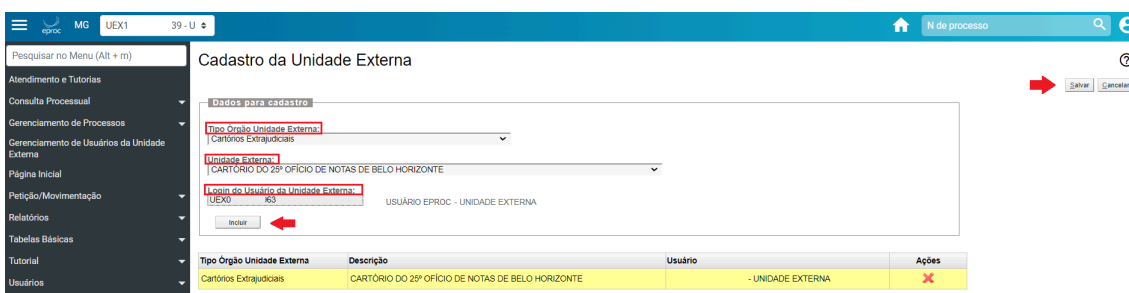 eproc MG UEX1 39 - U N de processo
Pesquisar no Menu (Alt + m)
Atendimento e Tutorias
Consulta Processual
Gerenciamento de Processos
Gerenciamento de Usuários da Unidade
Externa
Página Inicial
Petição/Movimentação
Relatórios
Tabelas Básicas
Tutorial
Usuários
Cadastro da Unidade Externa
Salvar Cancelar
Dados para cadastro
Tipo Órgão Unidade Externa:
Cartórios Extrajudiciais
Unidade Externa:
CARTÓRIO DO 25º OFÍCIO DE NOTAS DE BELO HORIZONTE
Login do Usuário da Unidade Externa:
UEX0 63 USUÁRIO EPROC - UNIDADE EXTERNA
Incluir
Tipo Órgão Unidade Externa Descrição Usuário Ações
Cartórios Extrajudiciais CARTÓRIO DO 25º OFÍCIO DE NOTAS DE BELO HORIZONTE - UNIDADE EXTERNA